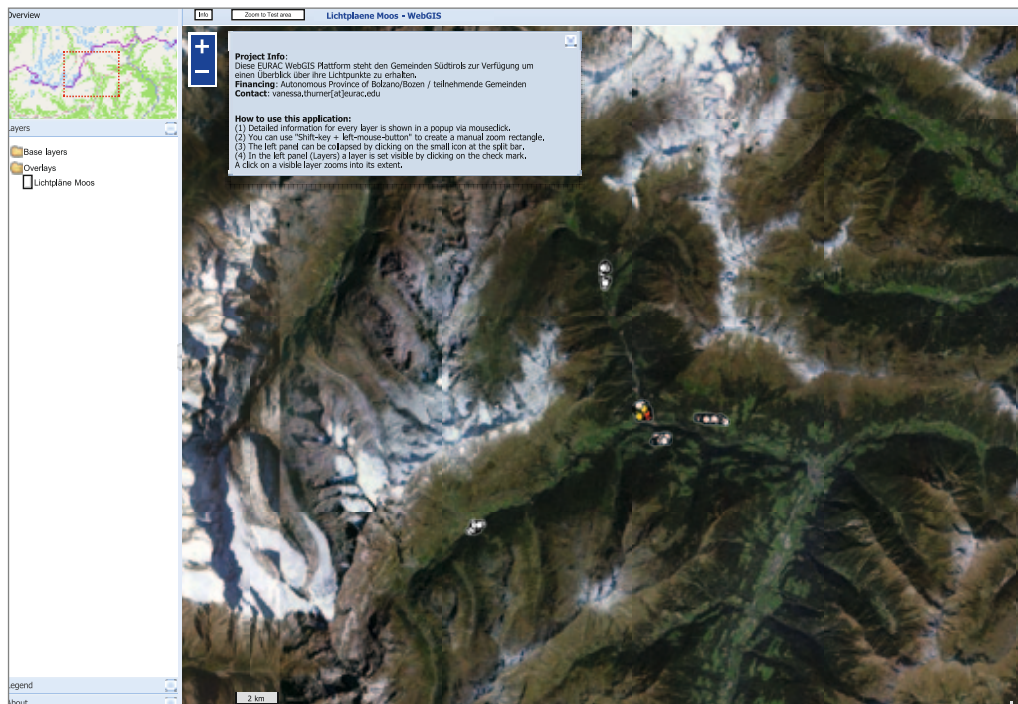 Overview
Info
Zoom to Test area
Lichtplaene Moos - WebGIS
+
−
Project Info:
Diese EURAC WebGIS Plattform steht den Gemeinden Südtirols zur Verfügung um
einen Überblick über ihre Lichtpunkte zu erhalten.
Financing: Autonomous Province of Bolzano/Bozen / teilnehmende Gemeinden
Contact: vanessa.thurner[at]eurac.edu
How to use this application:
(1) Detailed information for every layer is shown in a popup via mouseclick.
(2) You can use "Shift-key + left-mouse-button" to create a manual zoom rectangle.
(3) The left panel can be collapsed by clicking on the small icon at the split bar.
(4) In the left panel (Layers) a layer is set visible by clicking on the check mark.
A click on a visible layer zooms into its extent.
Layers
Base layers
Overlays
Lichtpläne Moos
Legend
About
2 km